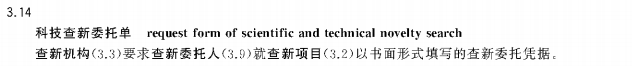 3.14
科技查新委托单 request form of scientific and technical novelty search
查新机构(3.3)要求查新委托人(3.9)就查新项目(3.2)以书面形式填写的查新委托凭据。